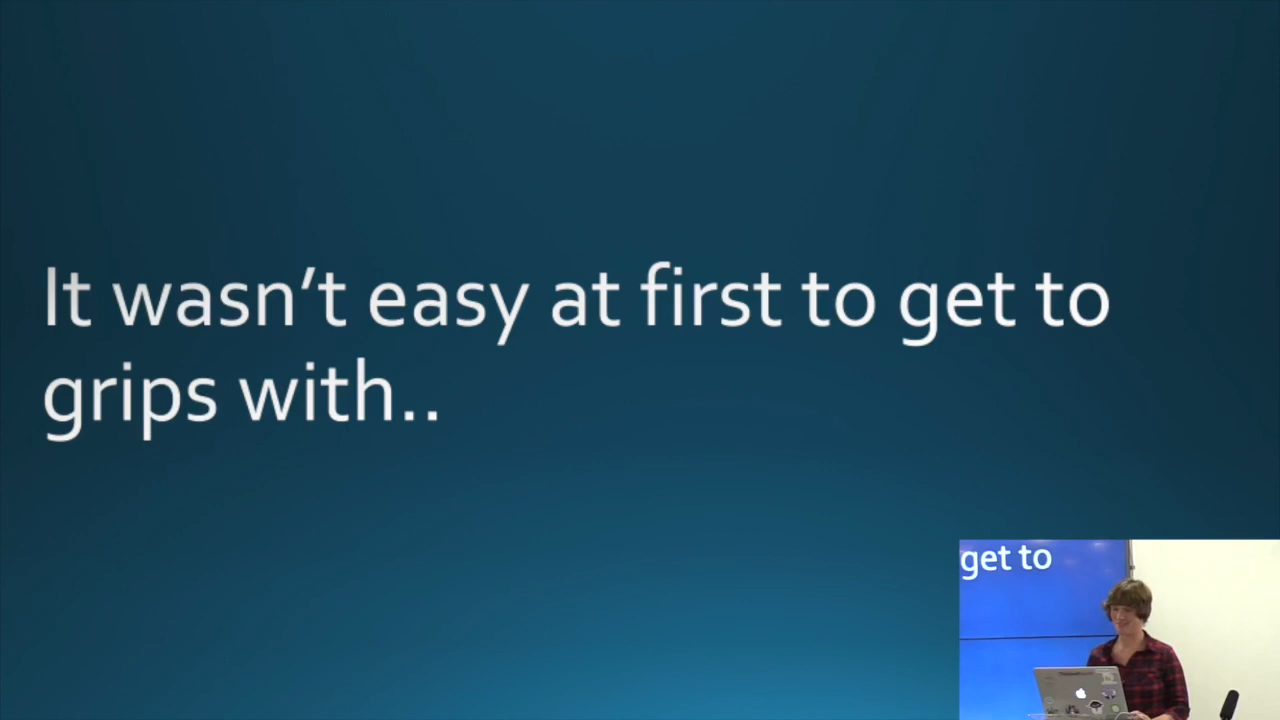 It wasn’t easy at first to get to
grips with..
get to